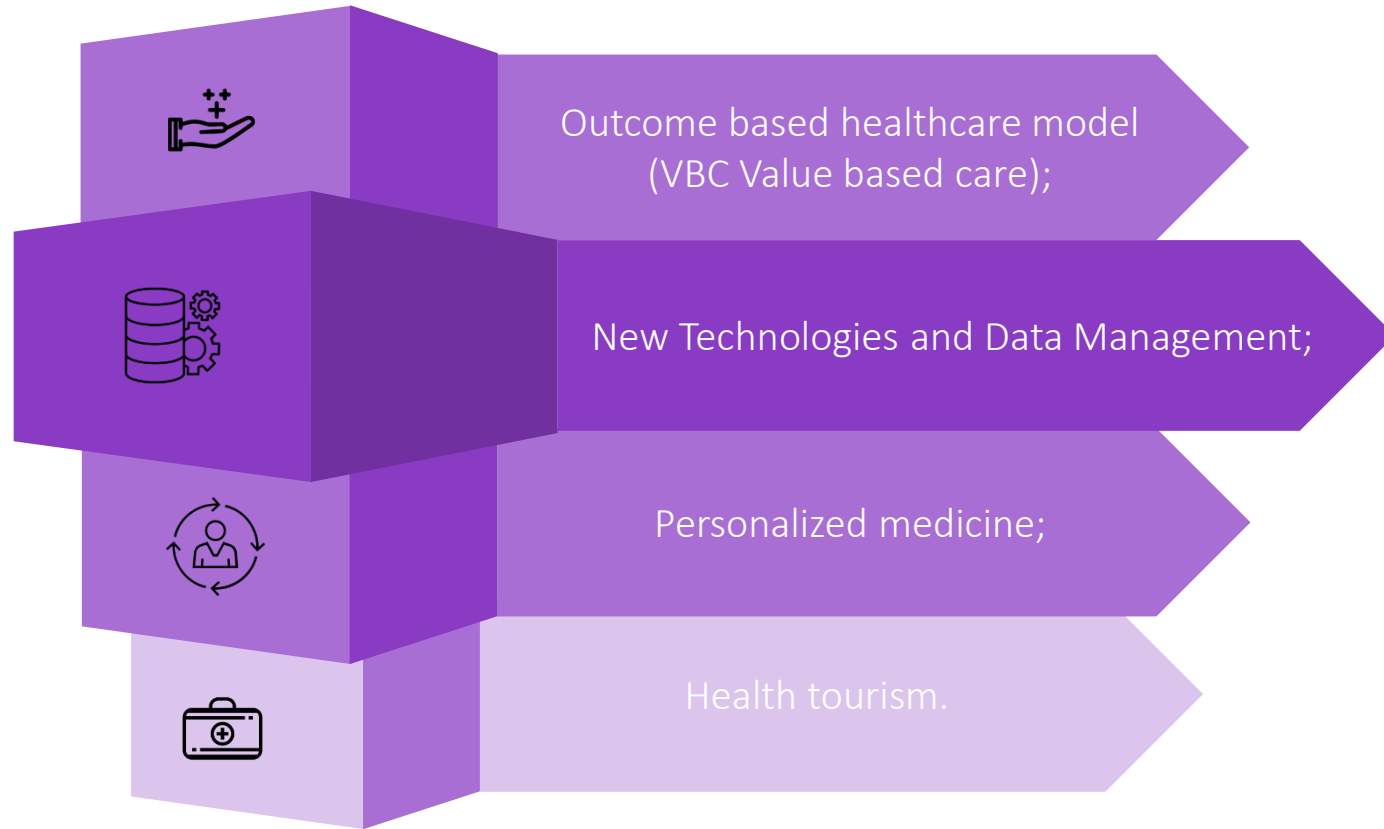 Outcome based healthcare model
(VBC Value based care);
New Technologies and Data Management;
Personalized medicine;
Health tourism.